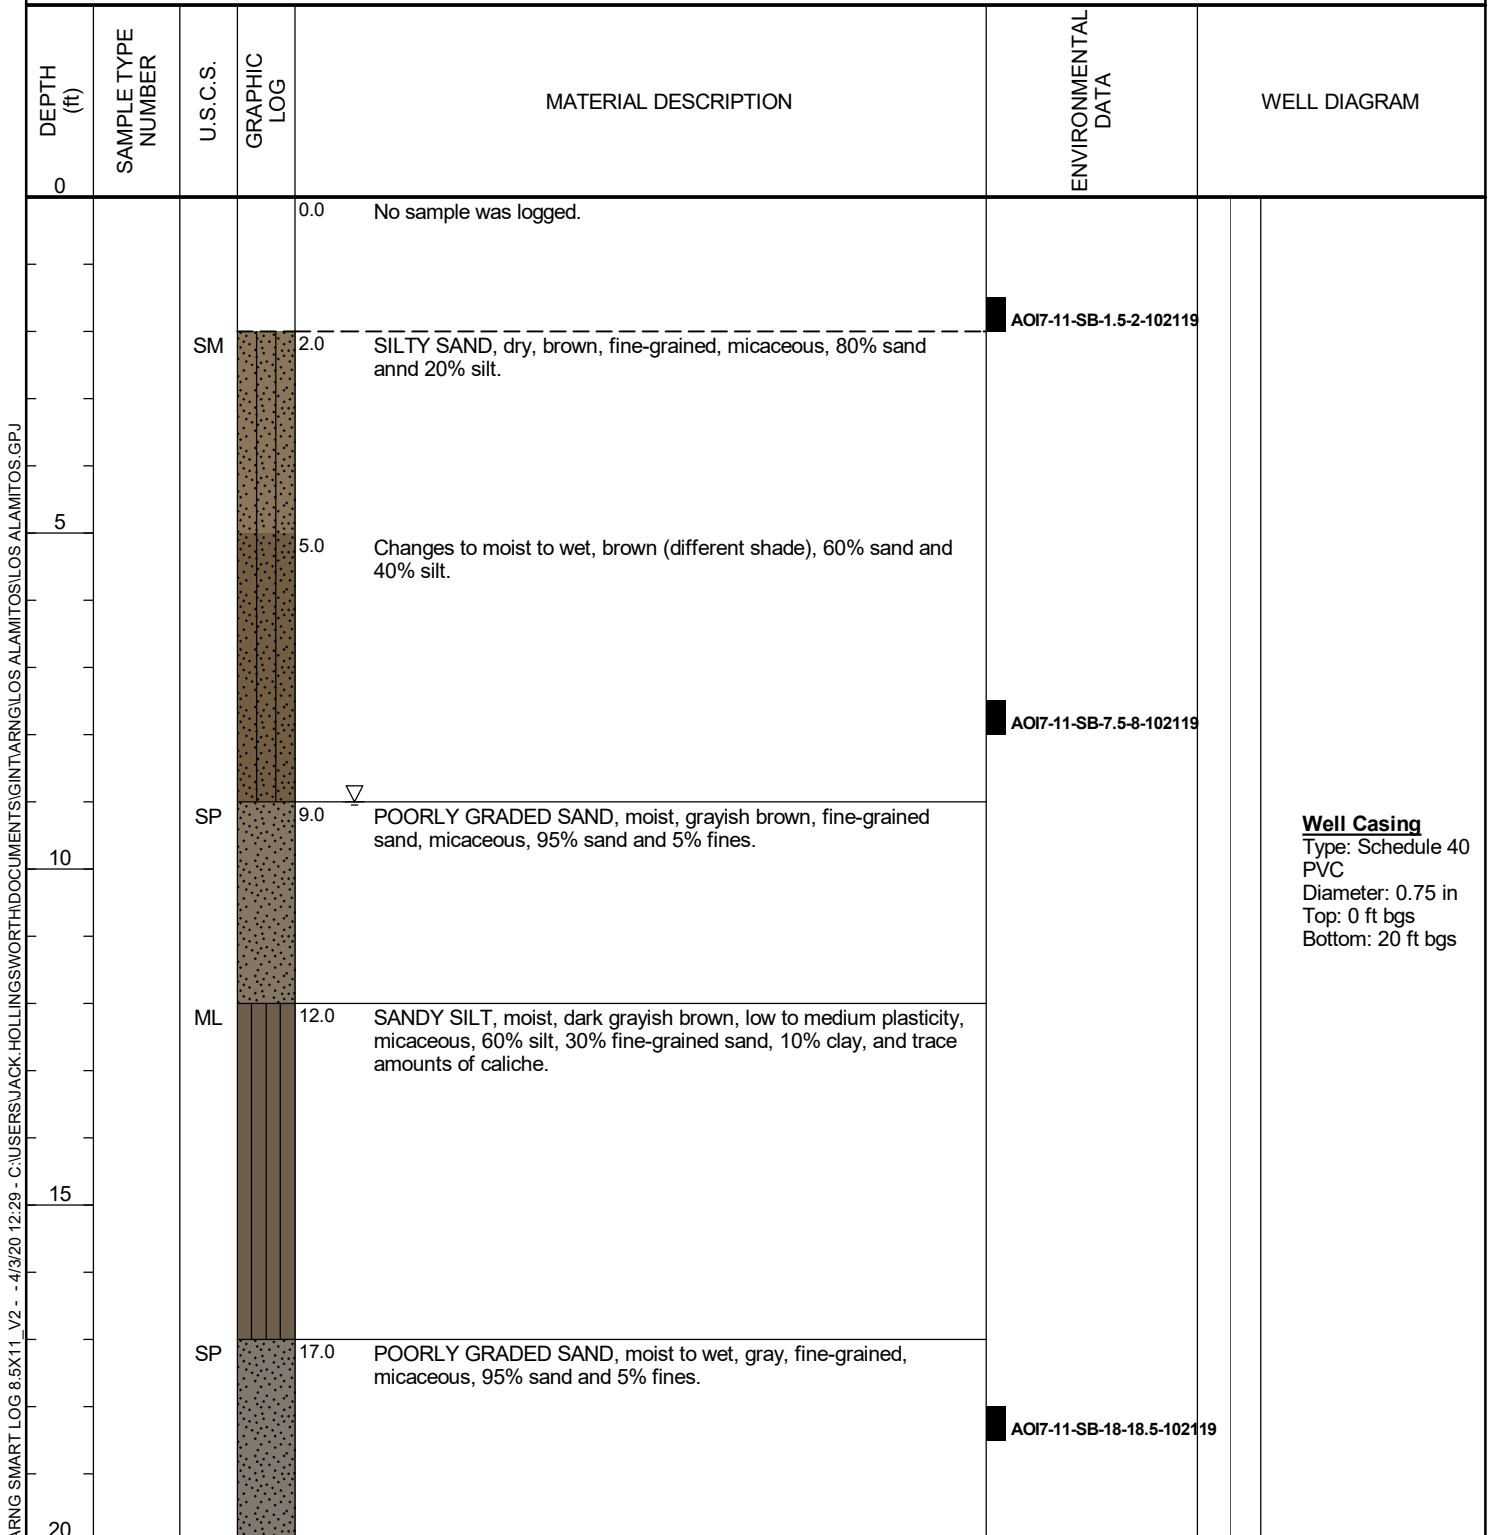 DEPTH
(ft)
SAMPLE TYPE
NUMBER
U.S.C.S.
GRAPHIC
LOG
MATERIAL DESCRIPTION
ENVIRONMENTAL
DATA
WELL DIAGRAM
0
0.0 No sample was logged.
AOI7-11-SB-1.5-2-102119
SM 2.0 SILTY SAND, dry, brown, fine-grained, micaceous, 80% sand
annd 20% silt.
5
5.0 Changes to moist to wet, brown (different shade), 60% sand and
40% silt.
AOI7-11-SB-7.5-8-102119
SP 9.0 POORLY GRADED SAND, moist, grayish brown, fine-grained
sand, micaceous, 95% sand and 5% fines.
10
Well Casing
Type: Schedule 40
PVC
Diameter: 0.75 in
Top: 0 ft bgs
Bottom: 20 ft bgs
ML 12.0 SANDY SILT, moist, dark grayish brown, low to medium plasticity,
micaceous, 60% silt, 30% fine-grained sand, 10% clay, and trace
amounts of caliche.
15
SP 17.0 POORLY GRADED SAND, moist to wet, gray, fine-grained,
micaceous, 95% sand and 5% fines.
AOI7-11-SB-18-18.5-102119
20
ARNG SMART LOG 8.5X11_V2 - - 4/3/20 12:29 - C:\USERS\JACK.HOLLINGSWORTH\DOCUMENTS\GINT\ARNG\LOS ALAMITOS\LOS ALAMITOS.GPJ